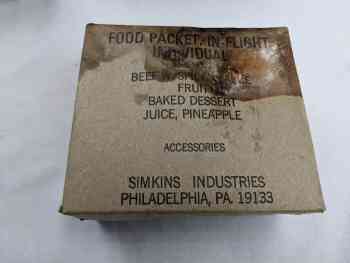 FOOD PACKET, IN-FLIGHT,
INDIVIDUAL
BEEF
FRUIT
BAKED DESSERT
JUICE, PINEAPPLE
ACCESSORIES
SIMKINS INDUSTRIES
PHILADELPHIA, PA. 19133